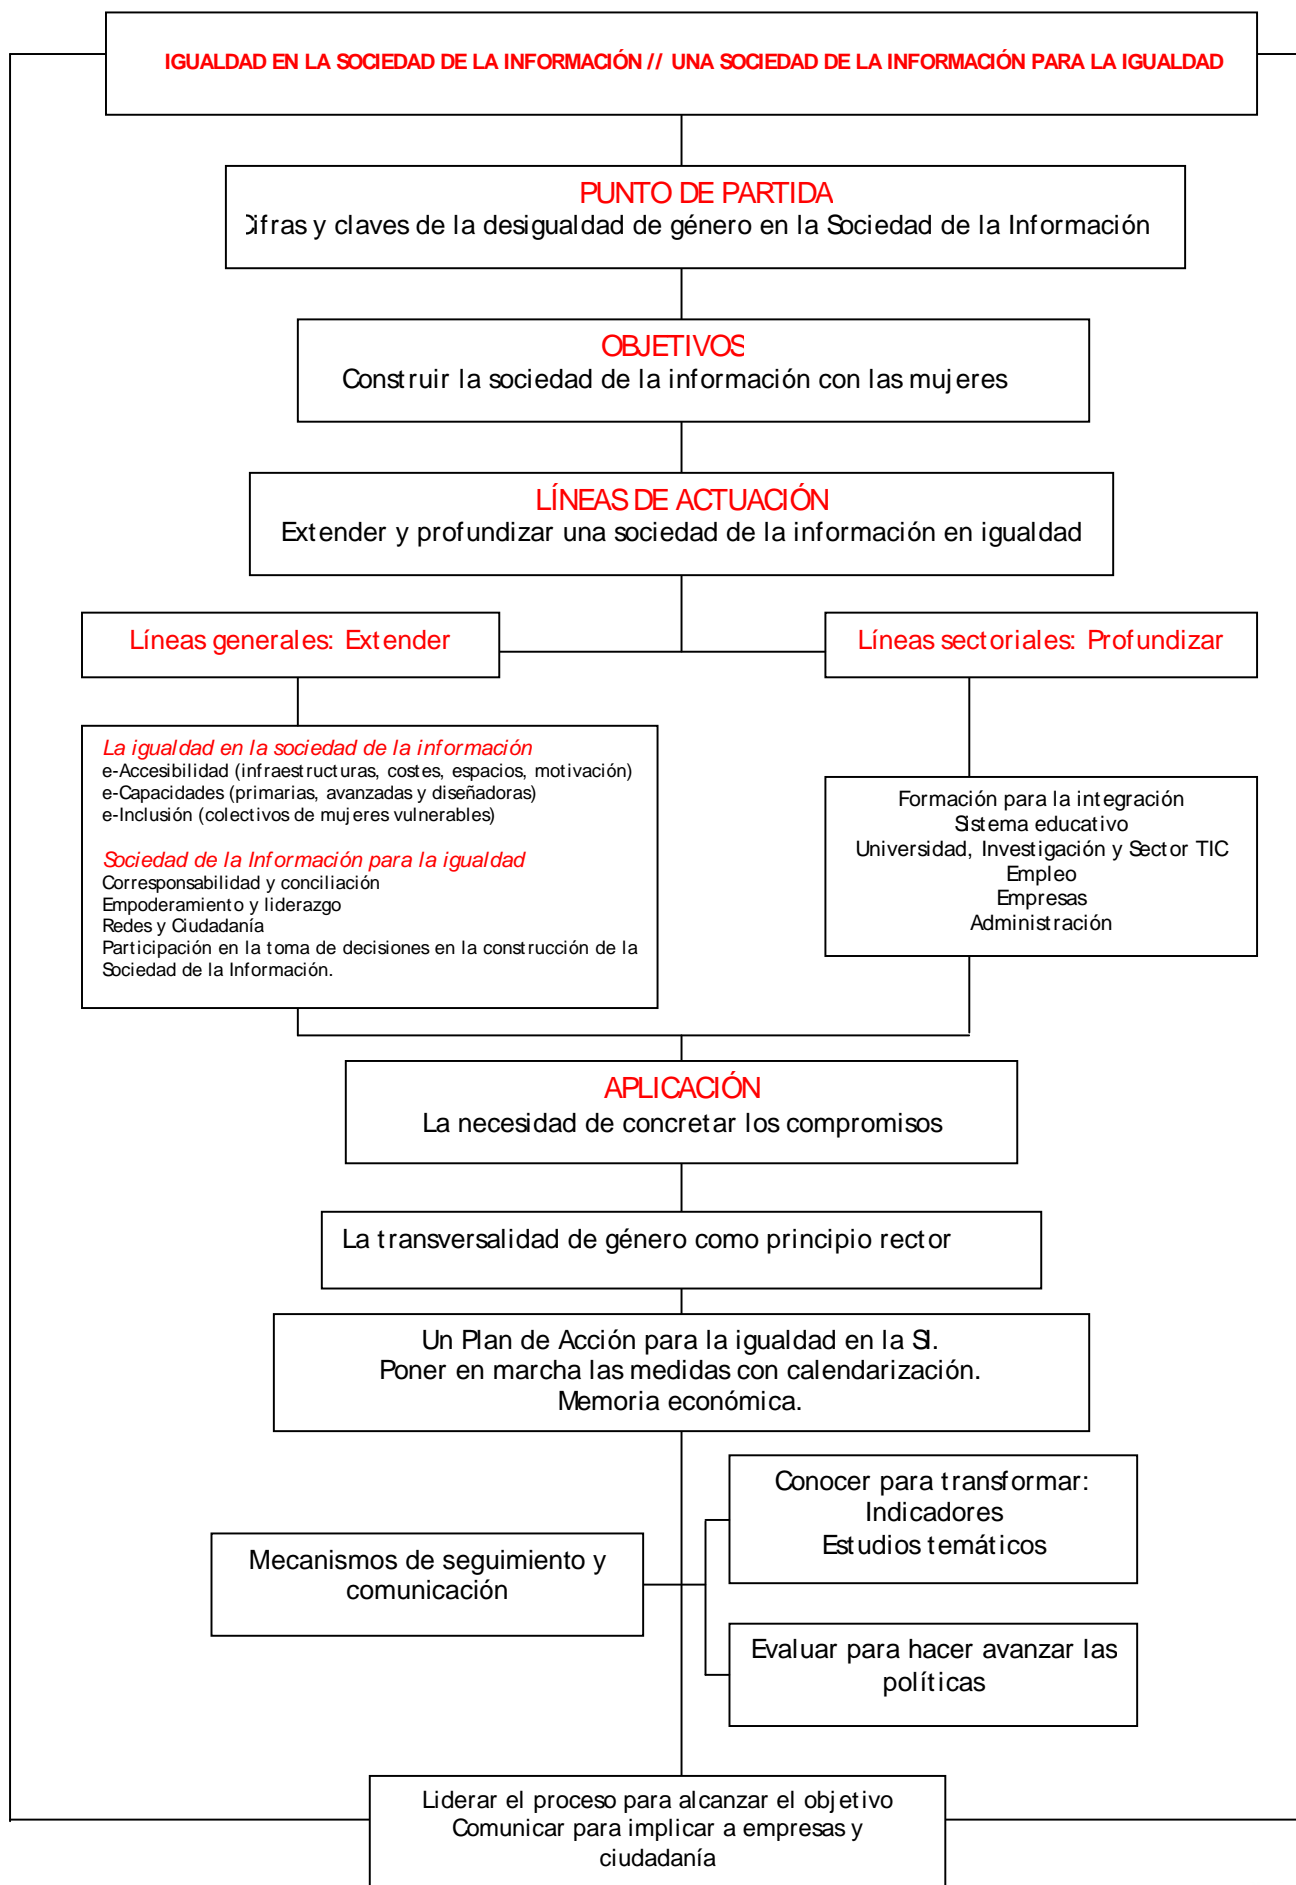 IGUALDAD EN LA SOCIEDAD DE LA INFORMACIÓN // UNA SOCIEDAD DE LA INFORMACIÓN PARA LA IGUALDAD
PUNTO DE PARTIDA
Cifras y claves de la desigualdad de género en la Sociedad de la Información
OBJETIVOS
Construir la sociedad de la información con las mujeres
LÍNEAS DE ACTUACIÓN
Extender y profundizar una sociedad de la información en igualdad
Líneas generales: Extender
Líneas sectoriales: Profundizar
La igualdad en la sociedad de la información
e-Accesibilidad (infraestructuras, costes, espacios, motivación)
e-Capacidades (primarias, avanzadas y diseñadoras)
e-Inclusión (colectivos de mujeres vulnerables)
Sociedad de la Información para la igualdad
Corresponsabilidad y conciliación
Empoderamiento y liderazgo
Redes y Ciudadanía
Participación en la toma de decisiones en la construcción de la
Sociedad de la Información.
Formación para la integración
Sistema educativo
Universidad, Investigación y Sector TIC
Empleo
Empresas
Administración
APLICACIÓN
La necesidad de concretar los compromisos
La transversalidad de género como principio rector
Un Plan de Acción para la igualdad en la SI.
Poner en marcha las medidas con calendarización.
Memoria económica.
Conocer para transformar:
Indicadores
Estudios temáticos
Mecanismos de seguimiento y
comunicación
Evaluar para hacer avanzar las
políticas
Liderar el proceso para alcanzar el objetivo
Comunicar para implicar a empresas y
ciudadanía